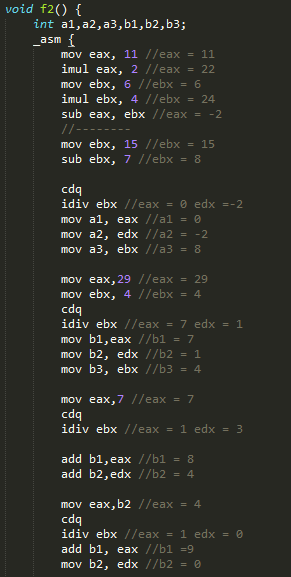 void f2() {
int a1,a2,a3,b1,b2,b3;
_asm {
mov eax, 11 //eax = 11
imul eax, 2 //eax = 22
mov ebx, 6 //ebx = 6
imul ebx, 4 //ebx = 24
sub eax, ebx //eax = -2
//--------
mov ebx, 15 //ebx = 15
sub ebx, 7 //ebx = 8
cdq
idiv ebx //eax = 0 edx =-2
mov a1, eax //a1 = 0
mov a2, edx //a2 = -2
mov a3, ebx //a3 = 8
mov eax,29 //eax = 29
mov ebx, 4 //ebx = 4
cdq
idiv ebx //eax = 7 edx = 1
mov b1,eax //b1 = 7
mov b2, edx //b2 = 1
mov b3, ebx //b3 = 4
mov eax,7 //eax = 7
cdq
idiv ebx //eax = 1 edx = 3
add b1,eax //b1 = 8
add b2,edx //b2 = 4
mov eax,b2 //eax = 4
cdq
idiv ebx //eax = 1 edx = 0
add b1, eax //b1 =9
mov b2, edx //b2 = 0